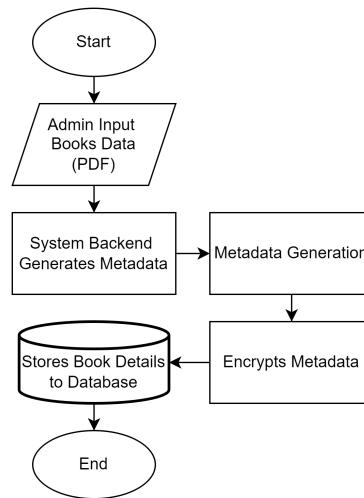 Start
Admin Input
Books Data
(PDF)
System Backend
Generates Metadata
Metadata Generation
Encrypts Metadata
Stores Book Details
to Database
End